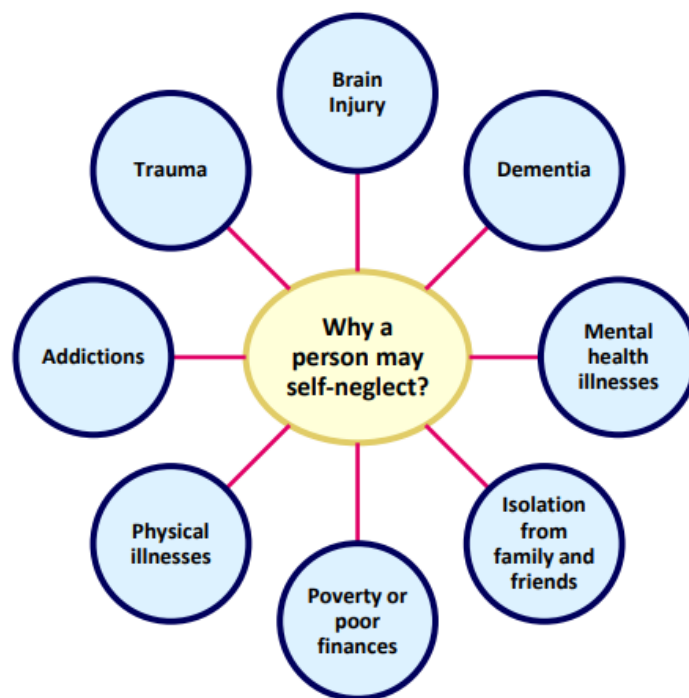 Why a
person may
self-neglect?
Brain
Injury
Dementia
Mental
health
illnesses
Isolation
from
family and
friends
Poverty or
poor
finances
Physical
illnesses
Addictions
Trauma